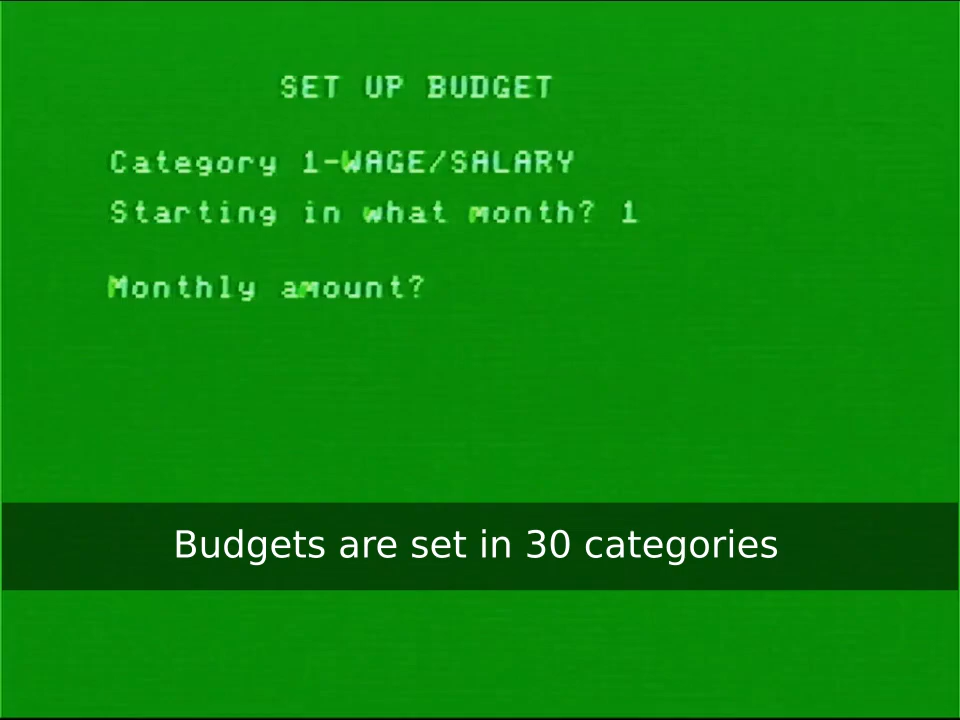 SET UP BUDGET
Category 1-WAGE/SALARY
Starting in what month? 1
Monthly amount?
Budgets are set in 30 categories